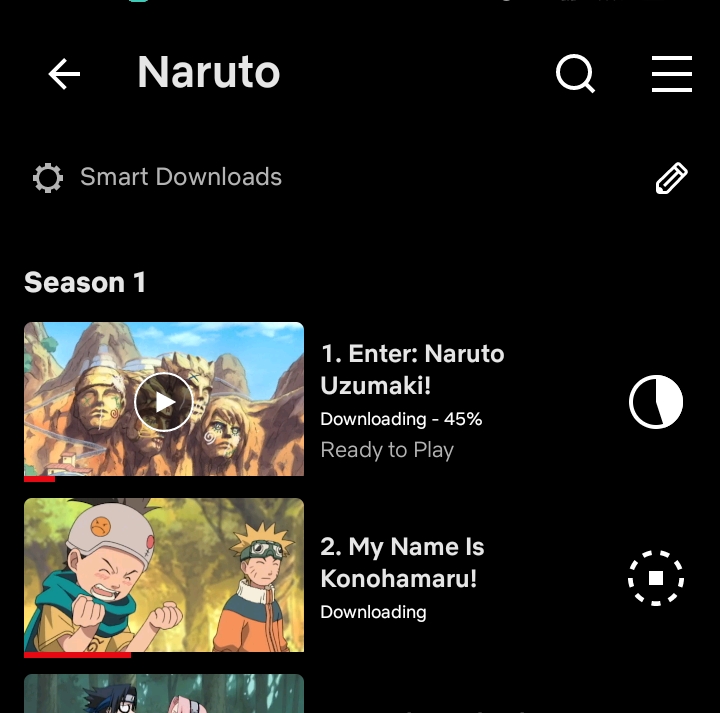 Naruto
Smart Downloads
Season 1
1. Enter: Naruto
Uzumaki!
Downloading - 45%
Ready to Play
2. My Name Is
Konohamaru!
Downloading